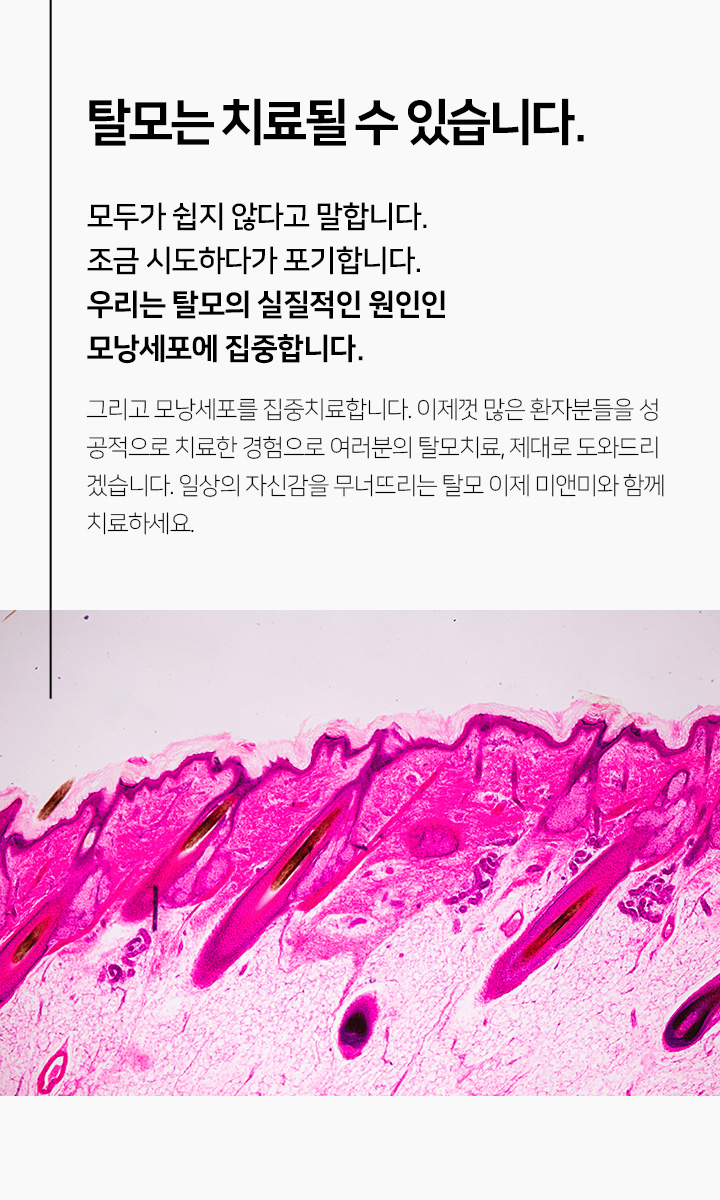 탈모는 치료될 수 있습니다.
모두가 쉽지 않다고 말합니다.
조금 시도하다가 포기합니다.
우리는 탈모의 실질적인 원인인
모낭세포에 집중합니다.
그리고 모낭세포를 집중치료합니다. 이제껏 많은 환자분들을 성
공적으로 치료한 경험으로 여러분의 탈모치료, 제대로 도와드리
겠습니다. 일상의 자신감을 무너뜨리는 탈모 이제 미앤미와 함께
치료하세요.